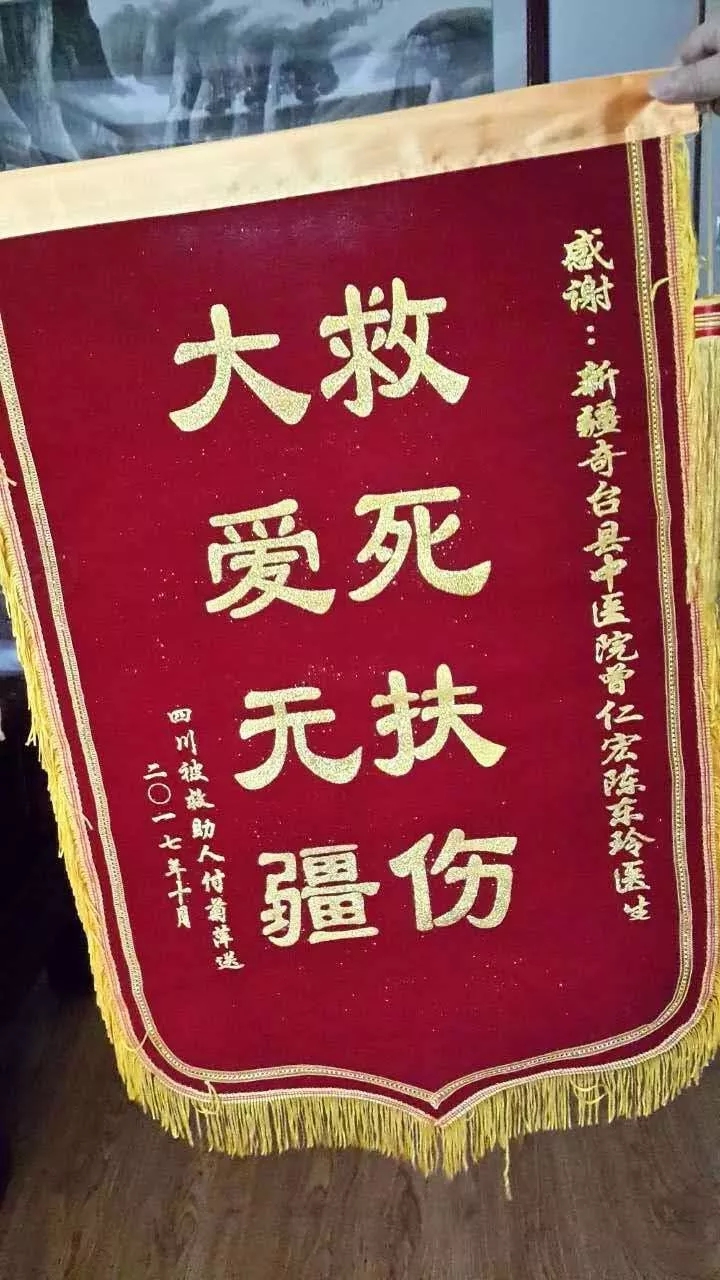 感谢：新疆奇台县中医院曾仁宏陈东玲医生
救死扶伤
大爱无疆
四川被救助人付菊萍送
二〇一七年十月